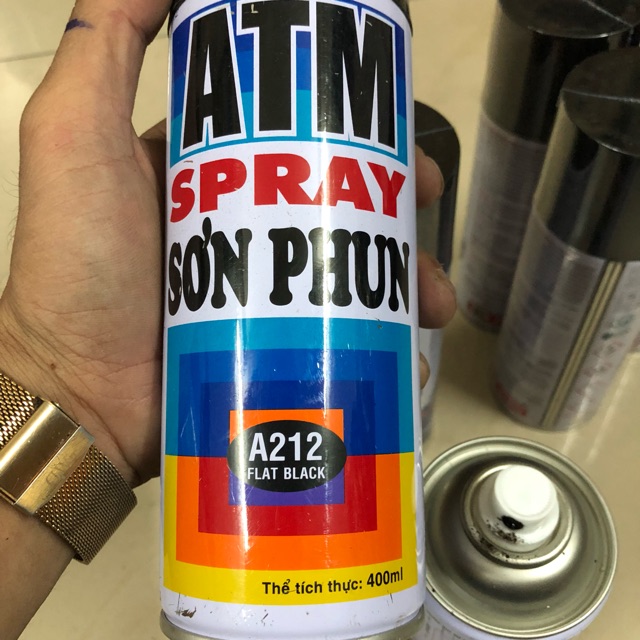 ATM
SPRAY
SƠN PHUN
A212
FLAT BLACK
Thể tích thực: 400ml